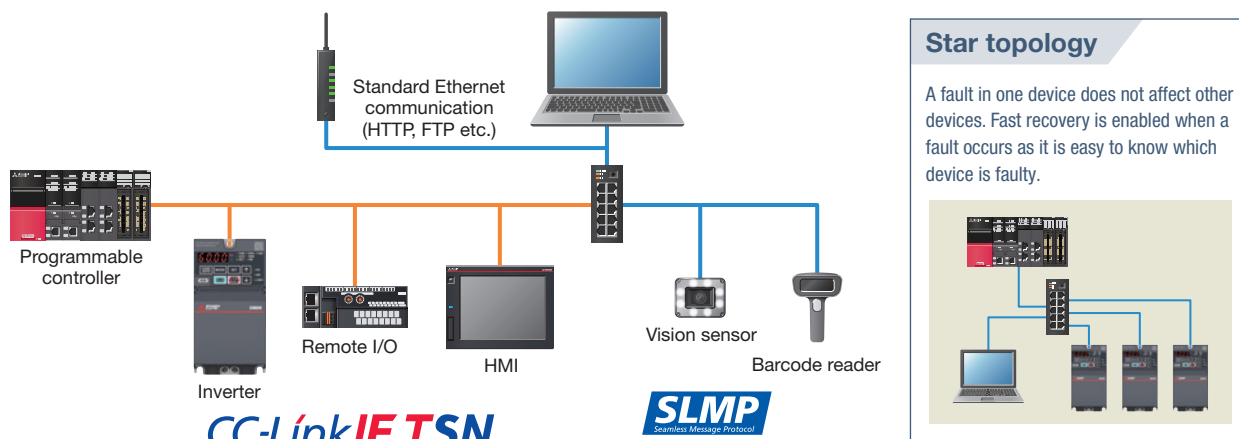 Standard Ethernet
communication
(HTTP, FTP etc.)
Programmable
controller
Inverter
Remote I/O
HMI
Vision sensor
Barcode reader
CC-Link IE TSN
SLMP
Seamless Message Protocol
Star topology
A fault in one device does not affect other
devices. Fast recovery is enabled when a
fault occurs as it is easy to know which
device is faulty.